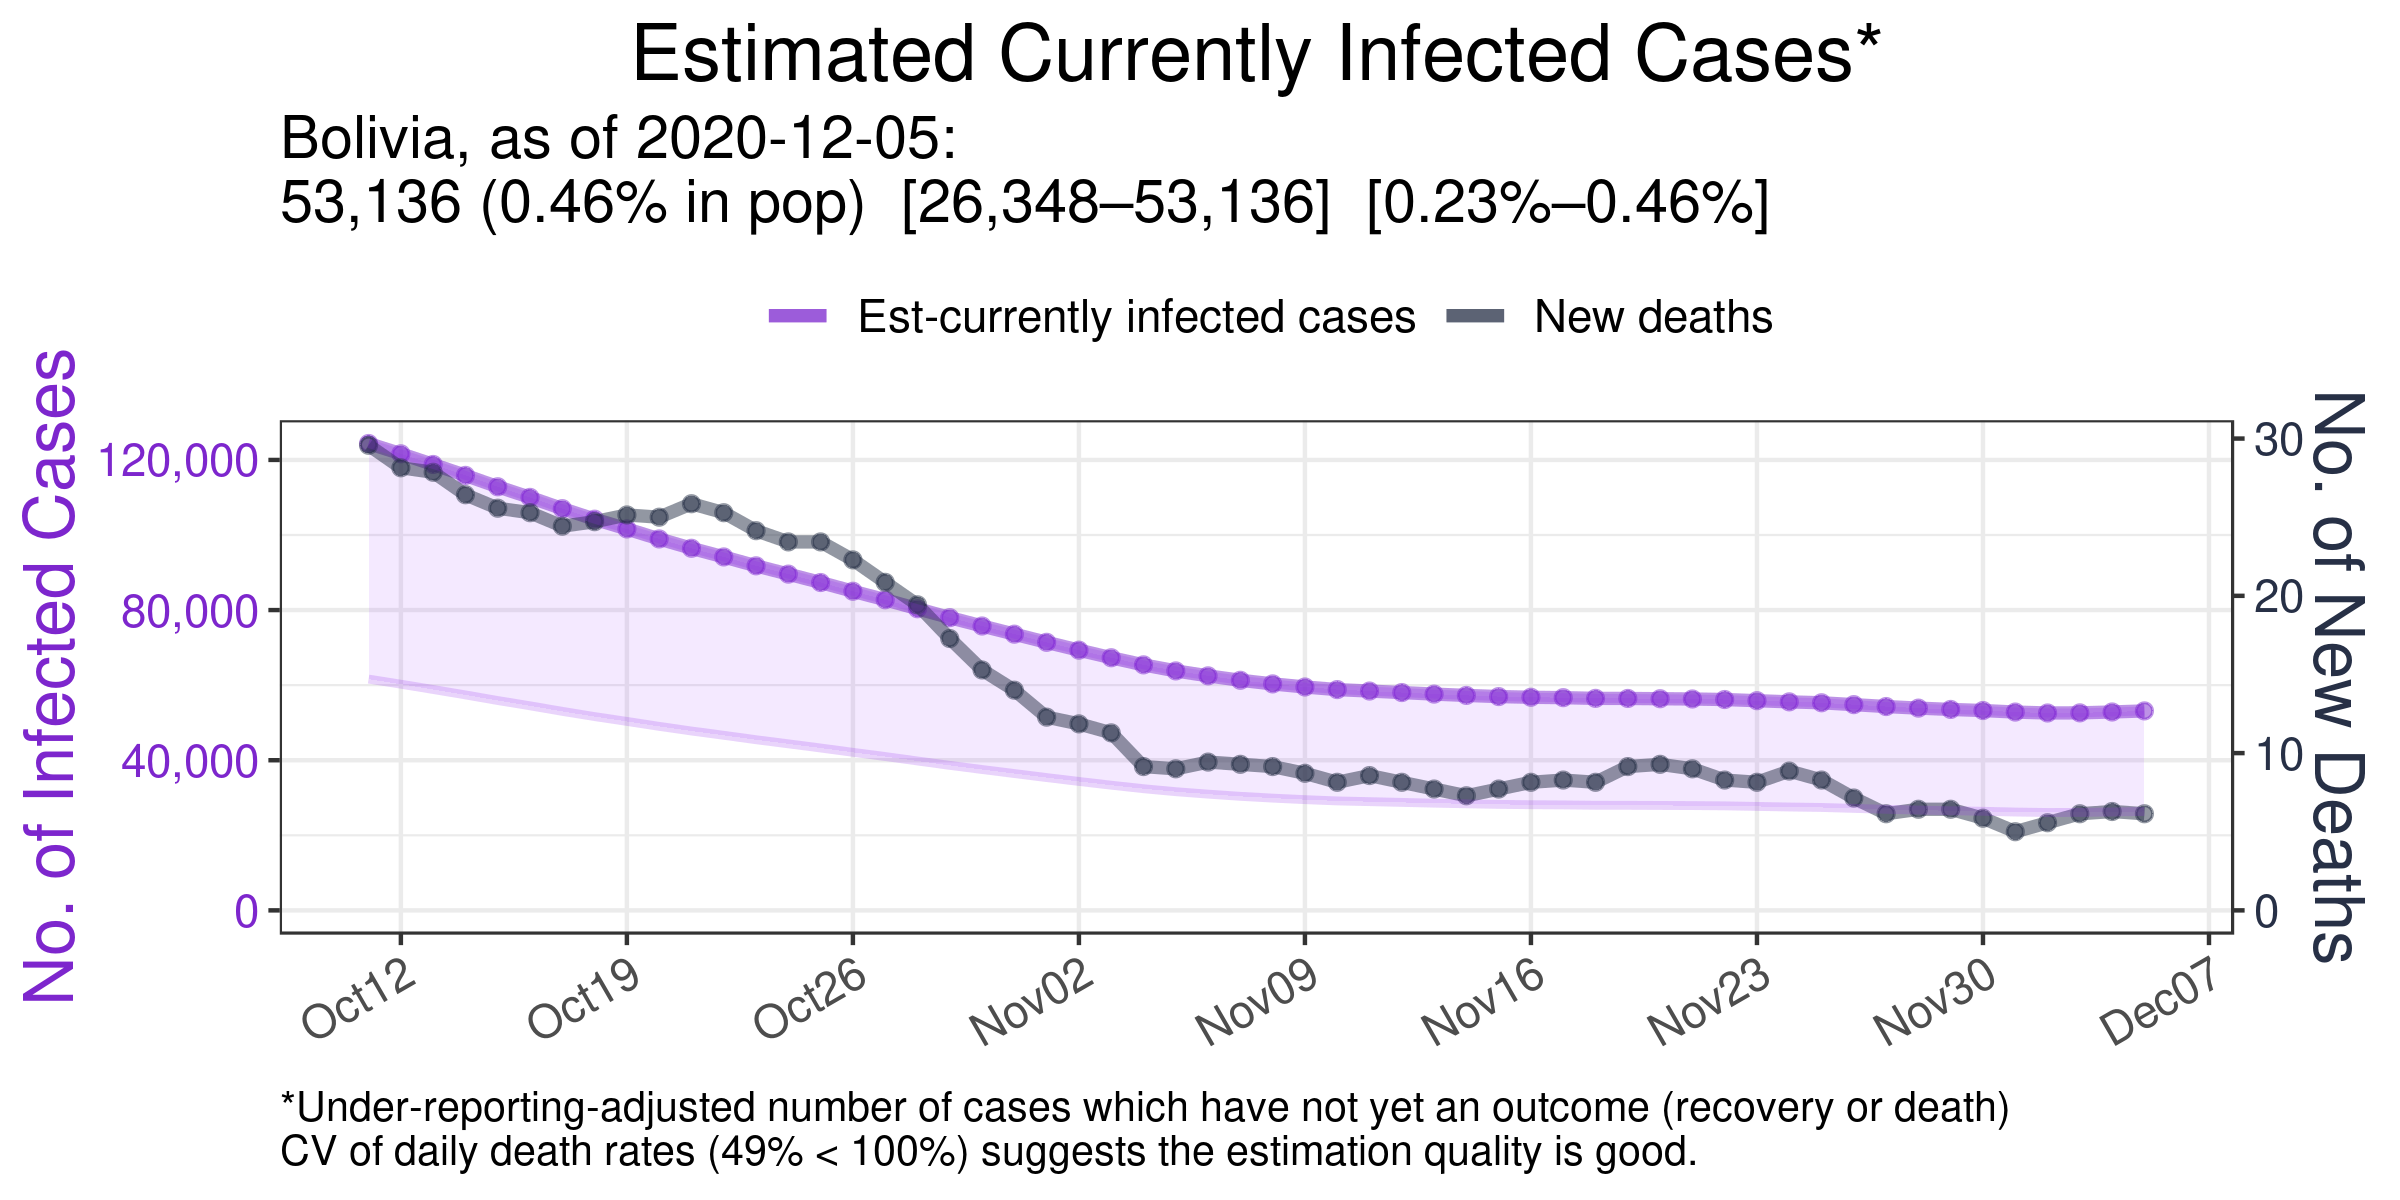 Estimated Currently Infected Cases*
Bolivia, as of 2020-12-05:
53,136 (0.46% in pop)  [26,348–53,136]  [0.23%–0.46%]
Est-currently infected cases
New deaths
No. of Infected Cases
120,000
80,000
40,000
0
30
20
10
0
No. of New Deaths
Oct12
Oct19
Oct26
Nov02
Nov09
Nov16
Nov23
Nov30
Dec07
*Under-reporting-adjusted number of cases which have not yet an outcome (recovery or death)
CV of daily death rates (49% < 100%) suggests the estimation quality is good.